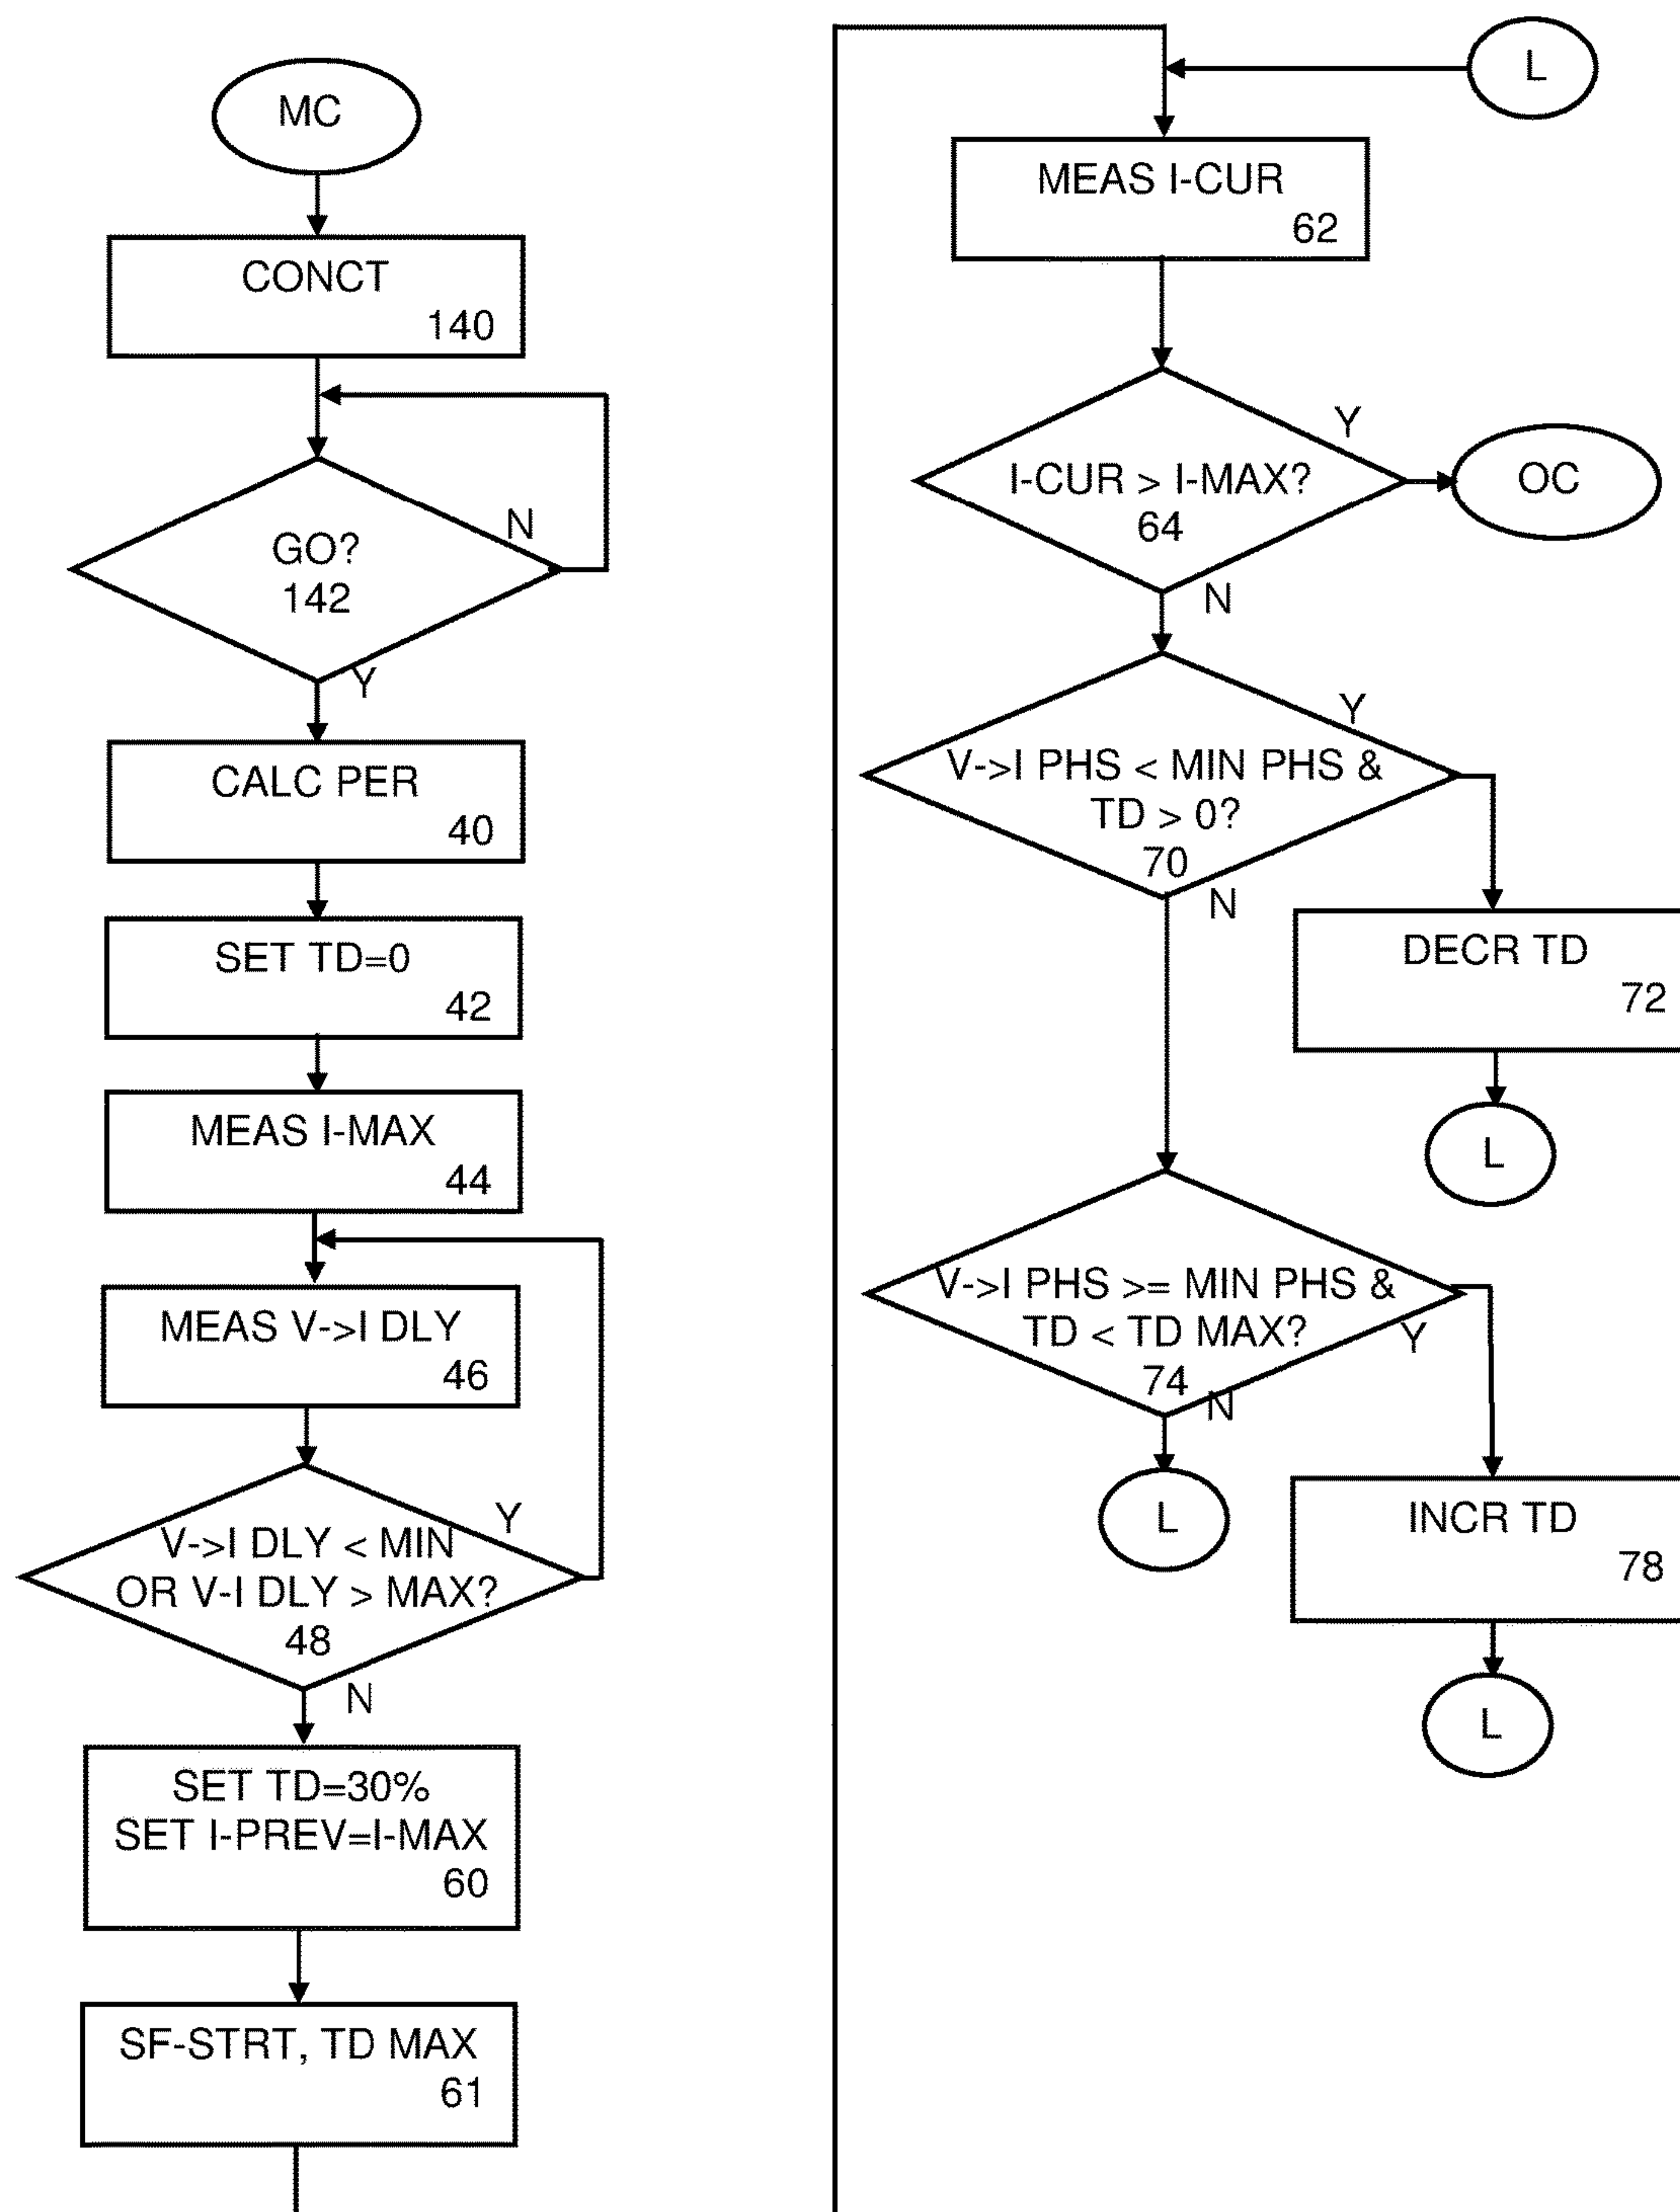 MC
CONCT
140
GO?
142
N
Y
CALC PER
40
SET TD=0
42
MEAS I-MAX
44
MEAS V->I DLY
46
V->I DLY < MIN
OR V-I DLY > MAX?
48
Y
N
SET TD=30%
SET I-PREV=I-MAX
60
SF-STRT, TD MAX
61
L
MEAS I-CUR
62
I-CUR > I-MAX?
64
Y
OC
N
V->I PHS < MIN PHS &
TD > 0?
70
Y
N
DECR TD
72
L
V->I PHS >= MIN PHS &
TD < TD MAX?
74
Y
N
L
INCR TD
78
L